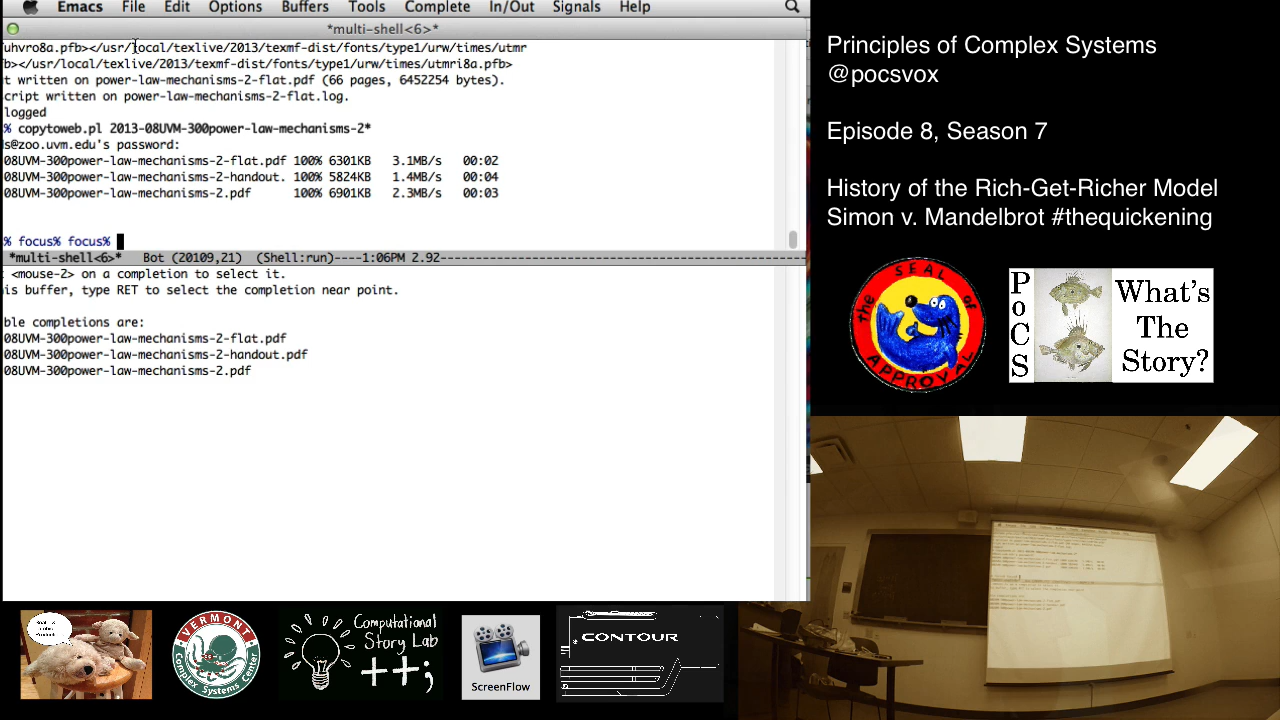 Emacs File Edit Options Buffers Tools Complete In/Out Signals Help
*multi-shell<6>*
uhvro8a.pfb></usr/local/texlive/2013/texmf-dist/fonts/type1/urw/times/utmr
fb></usr/local/texlive/2013/texmf-dist/fonts/type1/urw/times/utmri8a.pfb>
t written on power-law-mechanisms-2-flat.pdf (66 pages, 6452254 bytes).
cript written on power-law-mechanisms-2-flat.log.
logged
% copytoweb.pl 2013-08UVM-300power-law-mechanisms-2*
ds@zoo.uvm.edu's password:
08UVM-300power-law-mechanisms-2-flat.pdf 100% 6301KB 3.1MB/s 00:02
08UVM-300power-law-mechanisms-2-handout. 100% 5824KB 1.4MB/s 00:04
08UVM-300power-law-mechanisms-2.pdf 100% 6901KB 2.3MB/s 00:03
% focus% focus%
*multi-shell<6>* Bot (20109,21) (Shell:run)----1:06PM 2.92
<mouse-2> on a completion to select it.
is buffer, type RET to select the completion near point.
ble completions are:
08UVM-300power-law-mechanisms-2-flat.pdf
08UVM-300power-law-mechanisms-2-handout.pdf
08UVM-300power-law-mechanisms-2.pdf
Principles of Complex Systems
@pocsvox
Episode 8, Season 7
History of the Rich-Get-Richer Model
Simon v. Mandelbrot #thequickening
the SEAL of
APPROVAL
PoCS
What's
The
Story?
VERMONT
Complex Systems Center
Computational
Story Lab
++;
ScreenFlow
CONTOUR